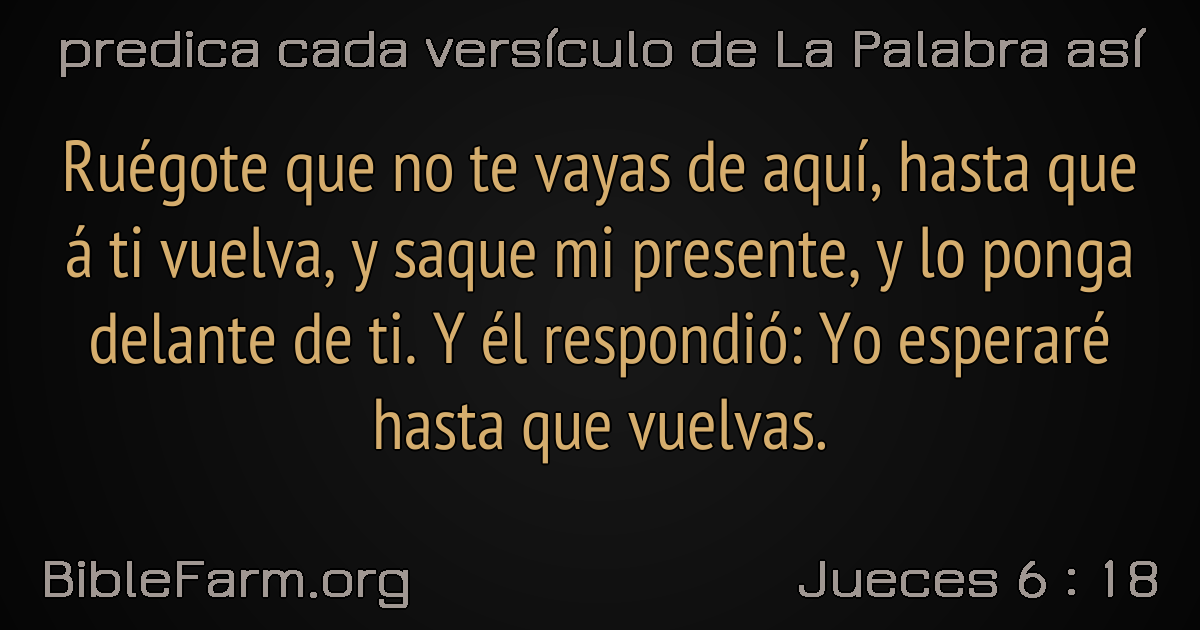 predica cada versículo de La Palabra así
Ruégote que no te vayas de aquí, hasta que
á ti vuelva, y saque mi presente, y lo ponga
delante de ti. Y él respondió: Yo esperaré
hasta que vuelvas.
BibleFarm.org
Jueces 6 : 18